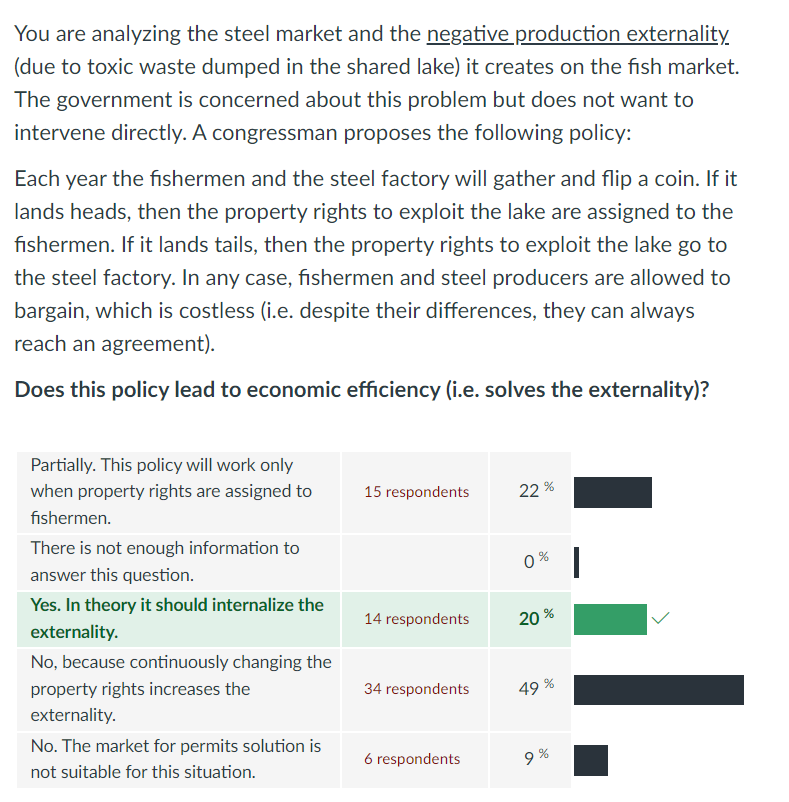 You are analyzing the steel market and the negative production externality
(due to toxic waste dumped in the shared lake) it creates on the fish market.
The government is concerned about this problem but does not want to
intervene directly. A congressman proposes the following policy:
Each year the fishermen and the steel factory will gather and flip a coin. If it
lands heads, then the property rights to exploit the lake are assigned to the
fishermen. If it lands tails, then the property rights to exploit the lake go to
the steel factory. In any case, fishermen and steel producers are allowed to
bargain, which is costless (i.e. despite their differences, they can always
reach an agreement).
Does this policy lead to economic efficiency (i.e. solves the externality)?
Partially. This policy will work only
when property rights are assigned to
fishermen.
15 respondents
22 %
There is not enough information to
answer this question.
0 %
Yes. In theory it should internalize the
externality.
14 respondents
20 %
No, because continuously changing the
property rights increases the
externality.
34 respondents
49 %
No. The market for permits solution is
not suitable for this situation.
6 respondents
9 %